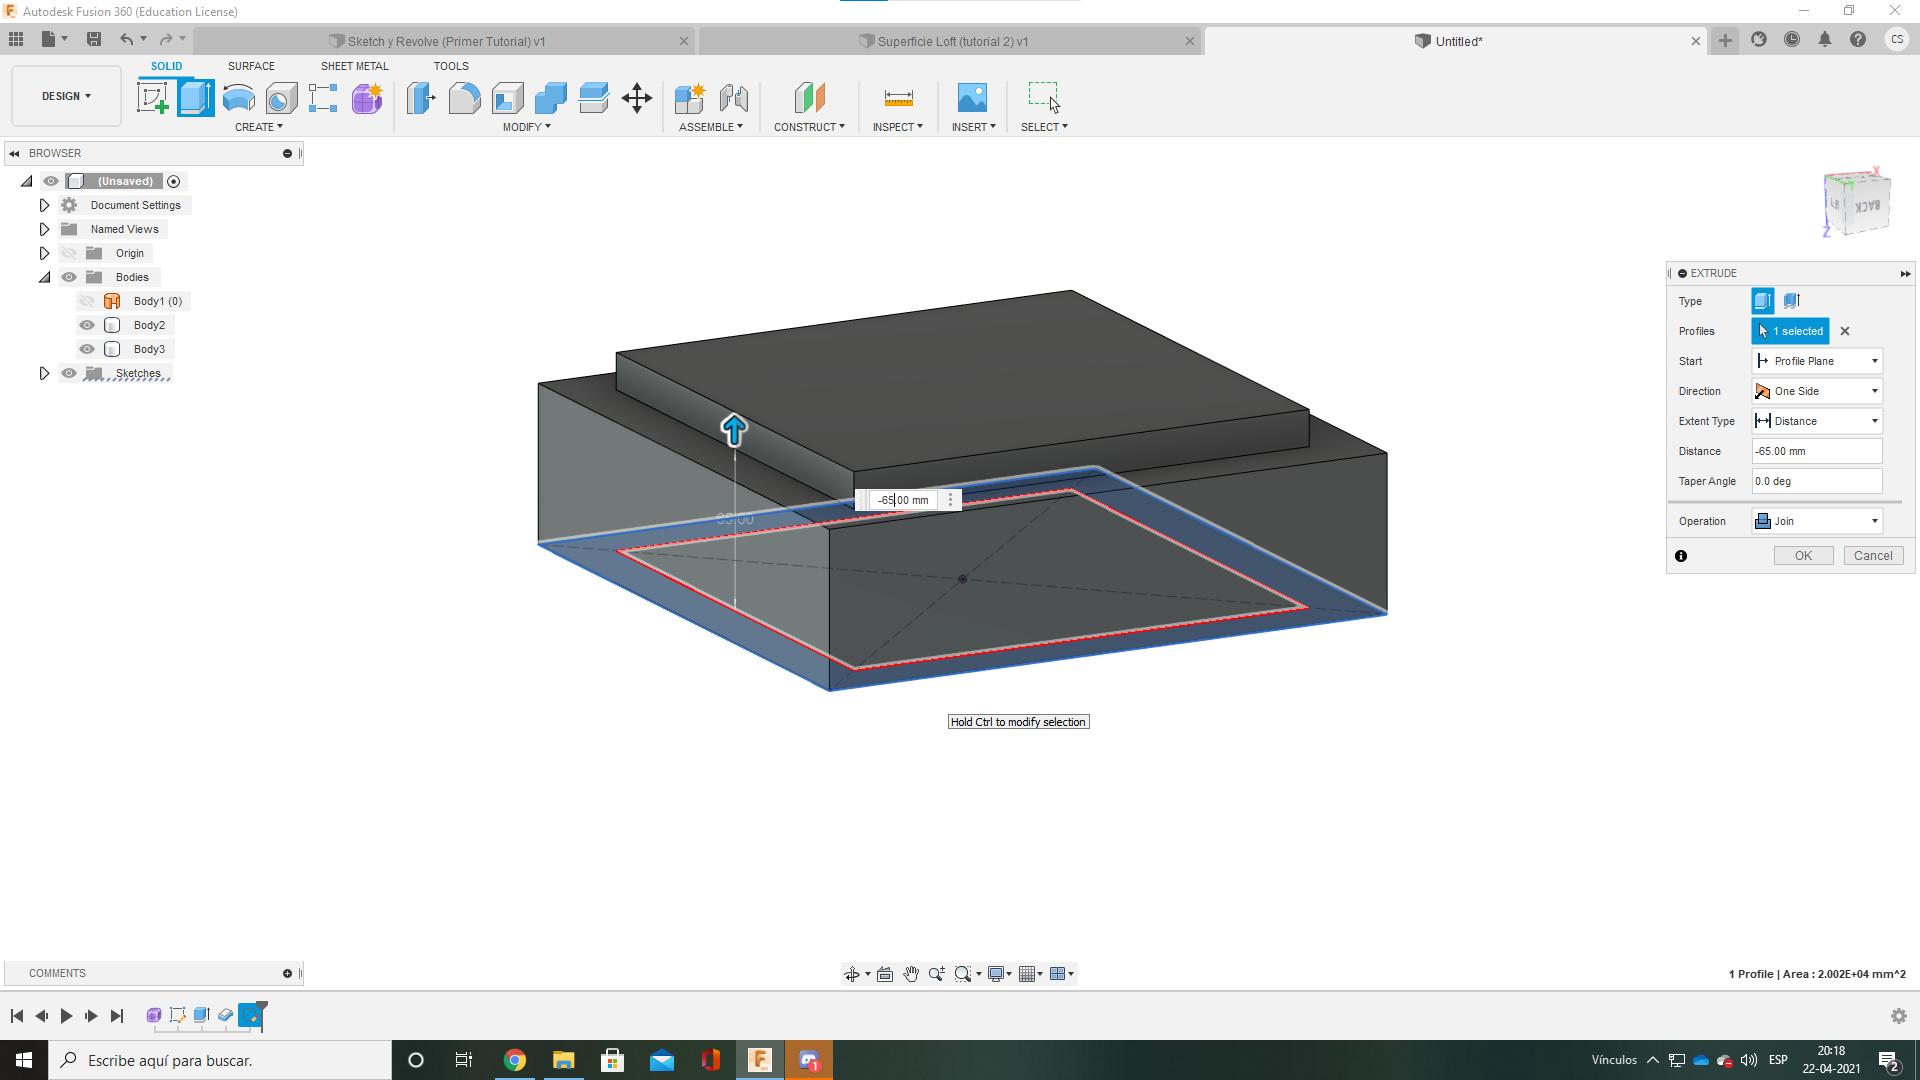 Autodesk Fusion 360 (Education License)
Sketch y Revolve (Primer Tutorial) v1
Superficie Loft (tutorial 2) v1
Untitled*
CS
DESIGN
SOLID
SURFACE
SHEET METAL
TOOLS
CREATE
MODIFY
ASSEMBLE
CONSTRUCT
INSPECT
INSERT
SELECT
BROWSER
(Unsaved)
Document Settings
Named Views
Origin
Bodies
Body1 (0)
Body2
Body3
Sketches
X
BACK
Z
EXTRUDE
Type
Profiles
1 selected
Start
Profile Plane
Direction
One Side
Extent Type
Distance
Distance
-65.00 mm
Taper Angle
0.0 deg
Operation
Join
OK
Cancel
-65.00 mm
65.00
Hold Ctrl to modify selection
COMMENTS
1 Profile | Area : 2.002E+04 mm^2
Escribe aquí para buscar.
1
Vínculos
ESP
20:18
22-04-2021
2